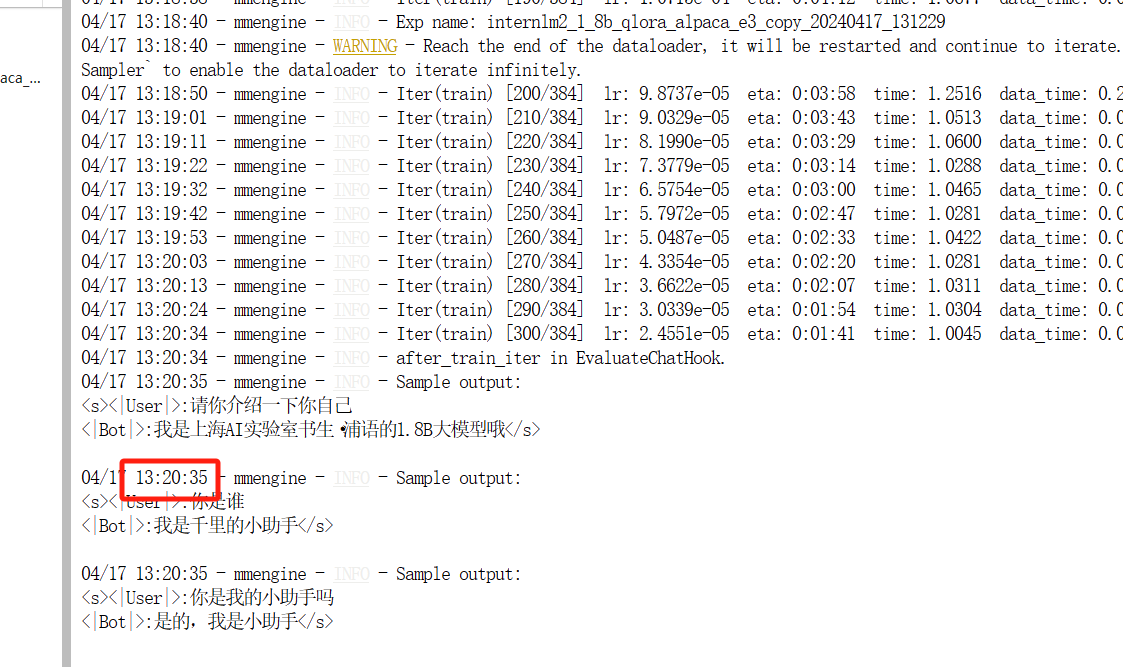 04/17 13:18:40 - mmengine - INFO - Exp name: internlm2_1_8b_qlora_alpaca_e3_copy_20240417_131229
04/17 13:18:40 - mmengine - WARNING - Reach the end of the dataloader, it will be restarted and continue to iterate.
Sampler` to enable the dataloader to iterate infinitely.
aca_...
04/17 13:18:50 - mmengine - INFO - Iter(train) [200/384] lr: 9.8737e-05 eta: 0:03:58 time: 1.2516 data_time: 0.2
04/17 13:19:01 - mmengine - INFO - Iter(train) [210/384] lr: 9.0329e-05 eta: 0:03:43 time: 1.0513 data_time: 0.0
04/17 13:19:11 - mmengine - INFO - Iter(train) [220/384] lr: 8.1990e-05 eta: 0:03:29 time: 1.0600 data_time: 0.0
04/17 13:19:22 - mmengine - INFO - Iter(train) [230/384] lr: 7.3779e-05 eta: 0:03:14 time: 1.0288 data_time: 0.0
04/17 13:19:32 - mmengine - INFO - Iter(train) [240/384] lr: 6.5754e-05 eta: 0:03:00 time: 1.0465 data_time: 0.0
04/17 13:19:42 - mmengine - INFO - Iter(train) [250/384] lr: 5.7972e-05 eta: 0:02:47 time: 1.0281 data_time: 0.0
04/17 13:19:53 - mmengine - INFO - Iter(train) [260/384] lr: 5.0487e-05 eta: 0:02:33 time: 1.0422 data_time: 0.0
04/17 13:20:03 - mmengine - INFO - Iter(train) [270/384] lr: 4.3354e-05 eta: 0:02:20 time: 1.0281 data_time: 0.0
04/17 13:20:13 - mmengine - INFO - Iter(train) [280/384] lr: 3.6622e-05 eta: 0:02:07 time: 1.0311 data_time: 0.0
04/17 13:20:24 - mmengine - INFO - Iter(train) [290/384] lr: 3.0339e-05 eta: 0:01:54 time: 1.0304 data_time: 0.0
04/17 13:20:34 - mmengine - INFO - Iter(train) [300/384] lr: 2.4551e-05 eta: 0:01:41 time: 1.0045 data_time: 0.0
04/17 13:20:34 - mmengine - INFO - after_train_iter in EvaluateChatHook.
04/17 13:20:35 - mmengine - INFO - Sample output:
<s><|User|>:请你介绍一下你自己
<|Bot|>:我是上海AI实验室书生·浦语的1.8B大模型哦</s>
04/17 13:20:35 - mmengine - INFO - Sample output:
<s><|User|>:你是谁
<|Bot|>:我是千里的小助手</s>
04/17 13:20:35 - mmengine - INFO - Sample output:
<s><|User|>:你是我的小助手吗
<|Bot|>:是的，我是小助手</s>